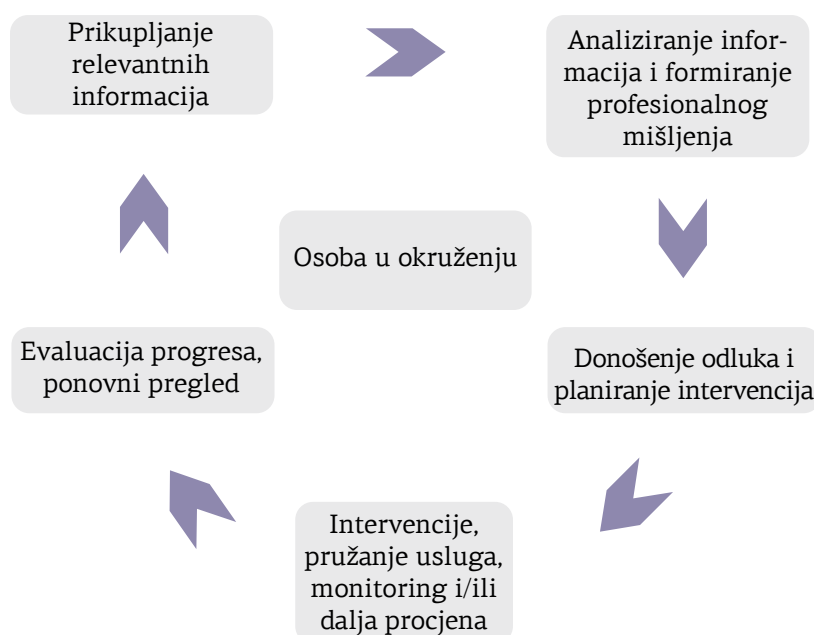 Prikupljanje
relevantnih
informacija
Analiziranje infor-
macija i formiranje
profesionalnog
mišljenja
Osoba u okruženju
Evaluacija progresa,
ponovni pregled
Donošenje odluka i
planiranje intervencija
Intervencije,
pružanje usluga,
monitoring i/ili
dalja procjena